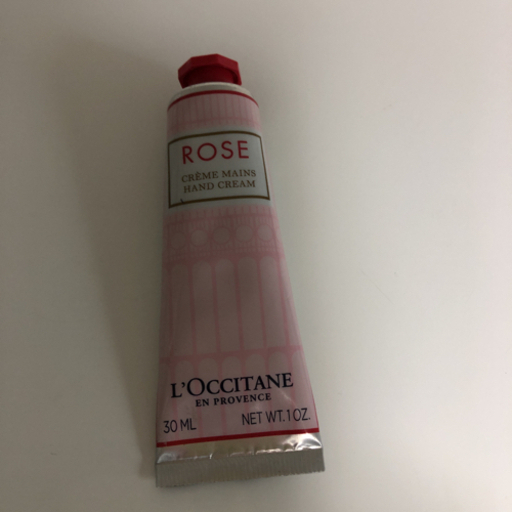 ROSE
CRÈME MAINS
HAND CREAM
L'OCCITANE
EN PROVENCE
30 ML NET WT. 1 OZ.